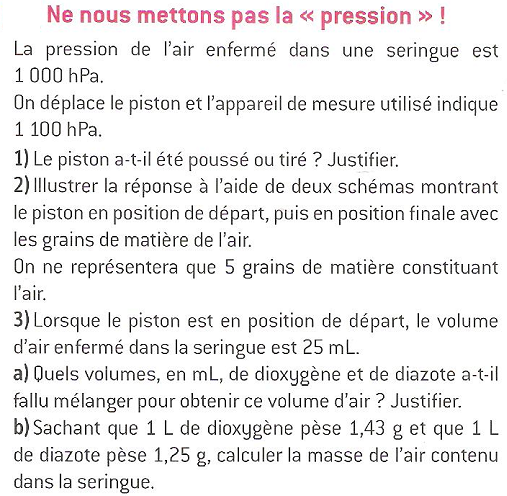 Ne nous mettons pas la « pression » !
La pression de l'air enfermé dans une seringue est
1 000 hPa.
On déplace le piston et l'appareil de mesure utilisé indique
1 100 hPa.
1) Le piston a-t-il été poussé ou tiré ? Justifier.
2) Illustrer la réponse à l'aide de deux schémas montrant
le piston en position de départ, puis en position finale avec
les grains de matière de l'air.
On ne représentera que 5 grains de matière constituant
l'air.
3) Lorsque le piston est en position de départ, le volume
d'air enfermé dans la seringue est 25 mL.
a) Quels volumes, en mL, de dioxygène et de diazote a-t-il
fallu mélanger pour obtenir ce volume d'air ? Justifier.
b) Sachant que 1 L de dioxygène pèse 1,43 g et que 1 L
de diazote pèse 1,25 g, calculer la masse de l'air contenu
dans la seringue.